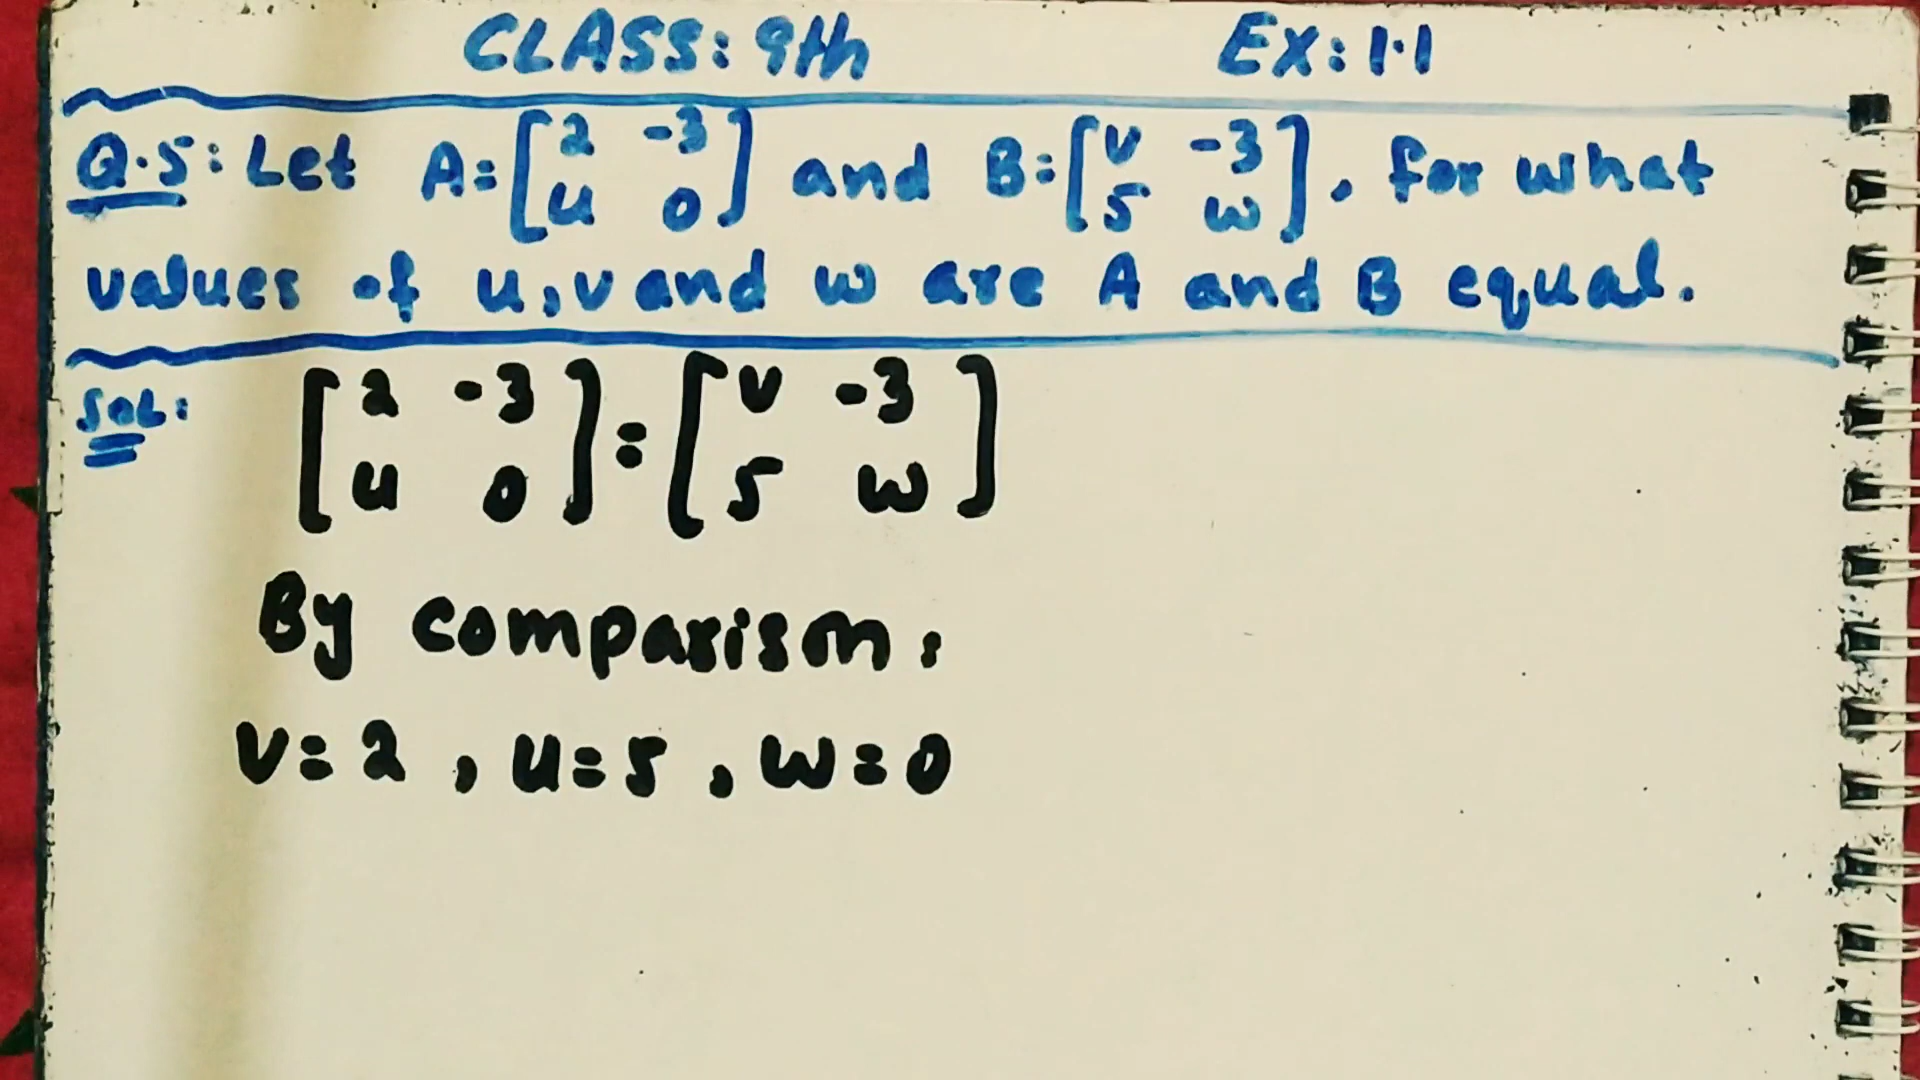 CLASS: 9th EX: 1.1
Q.5: Let A=[2 -3 and B=[v -3 . For what
u 0] 5 w]
values of u, v and w are A and B equal.
Sol: [2 -3 = [v -3
u 0] 5 w]
By comparison:
v=2, u=5, w=0